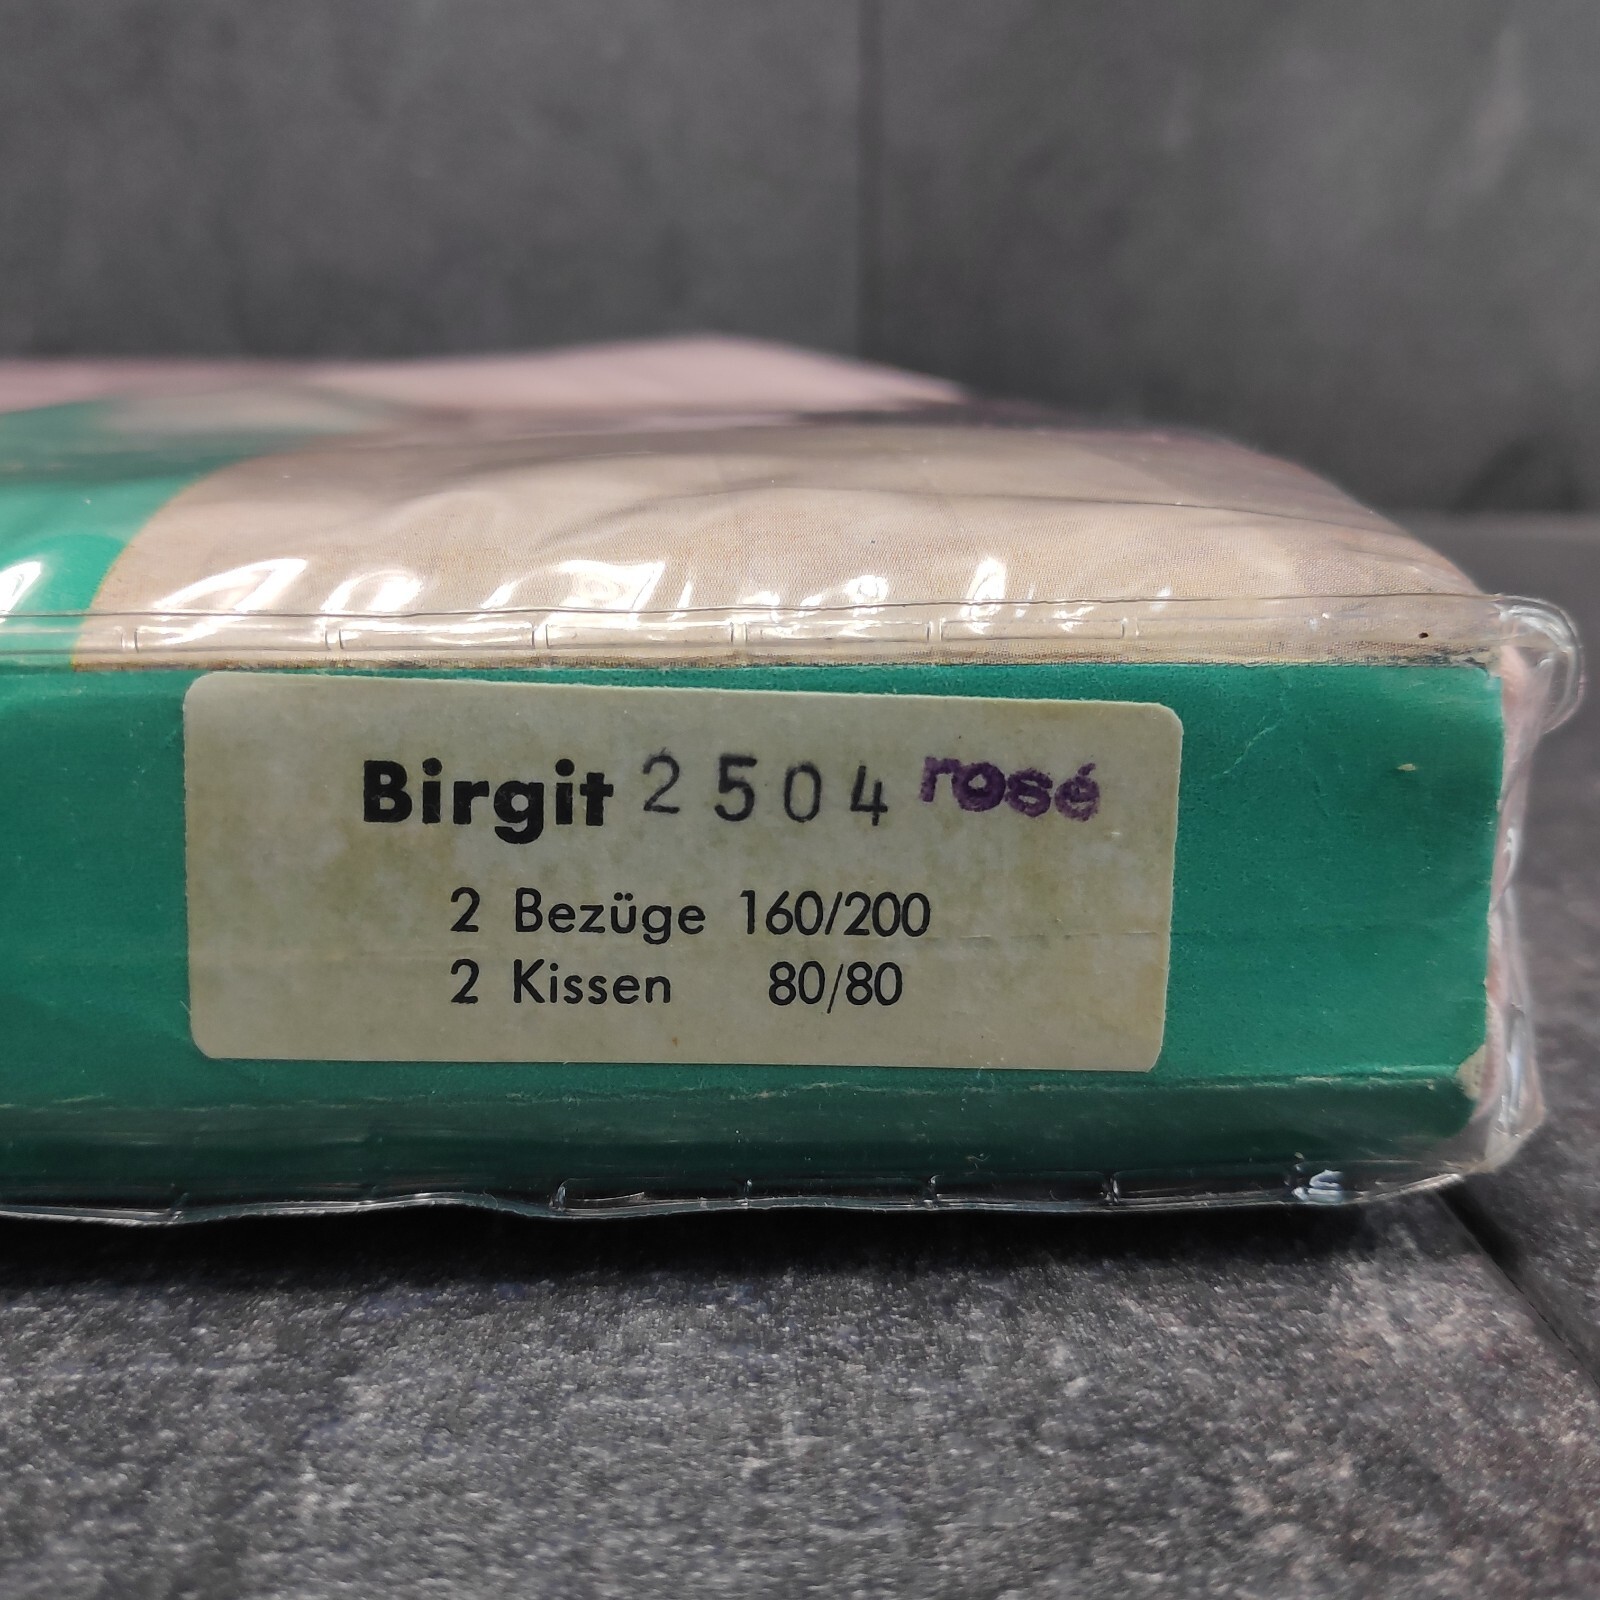 Birgit 2504 rosé
2 Bezüge 160/200
2 Kissen 80/80